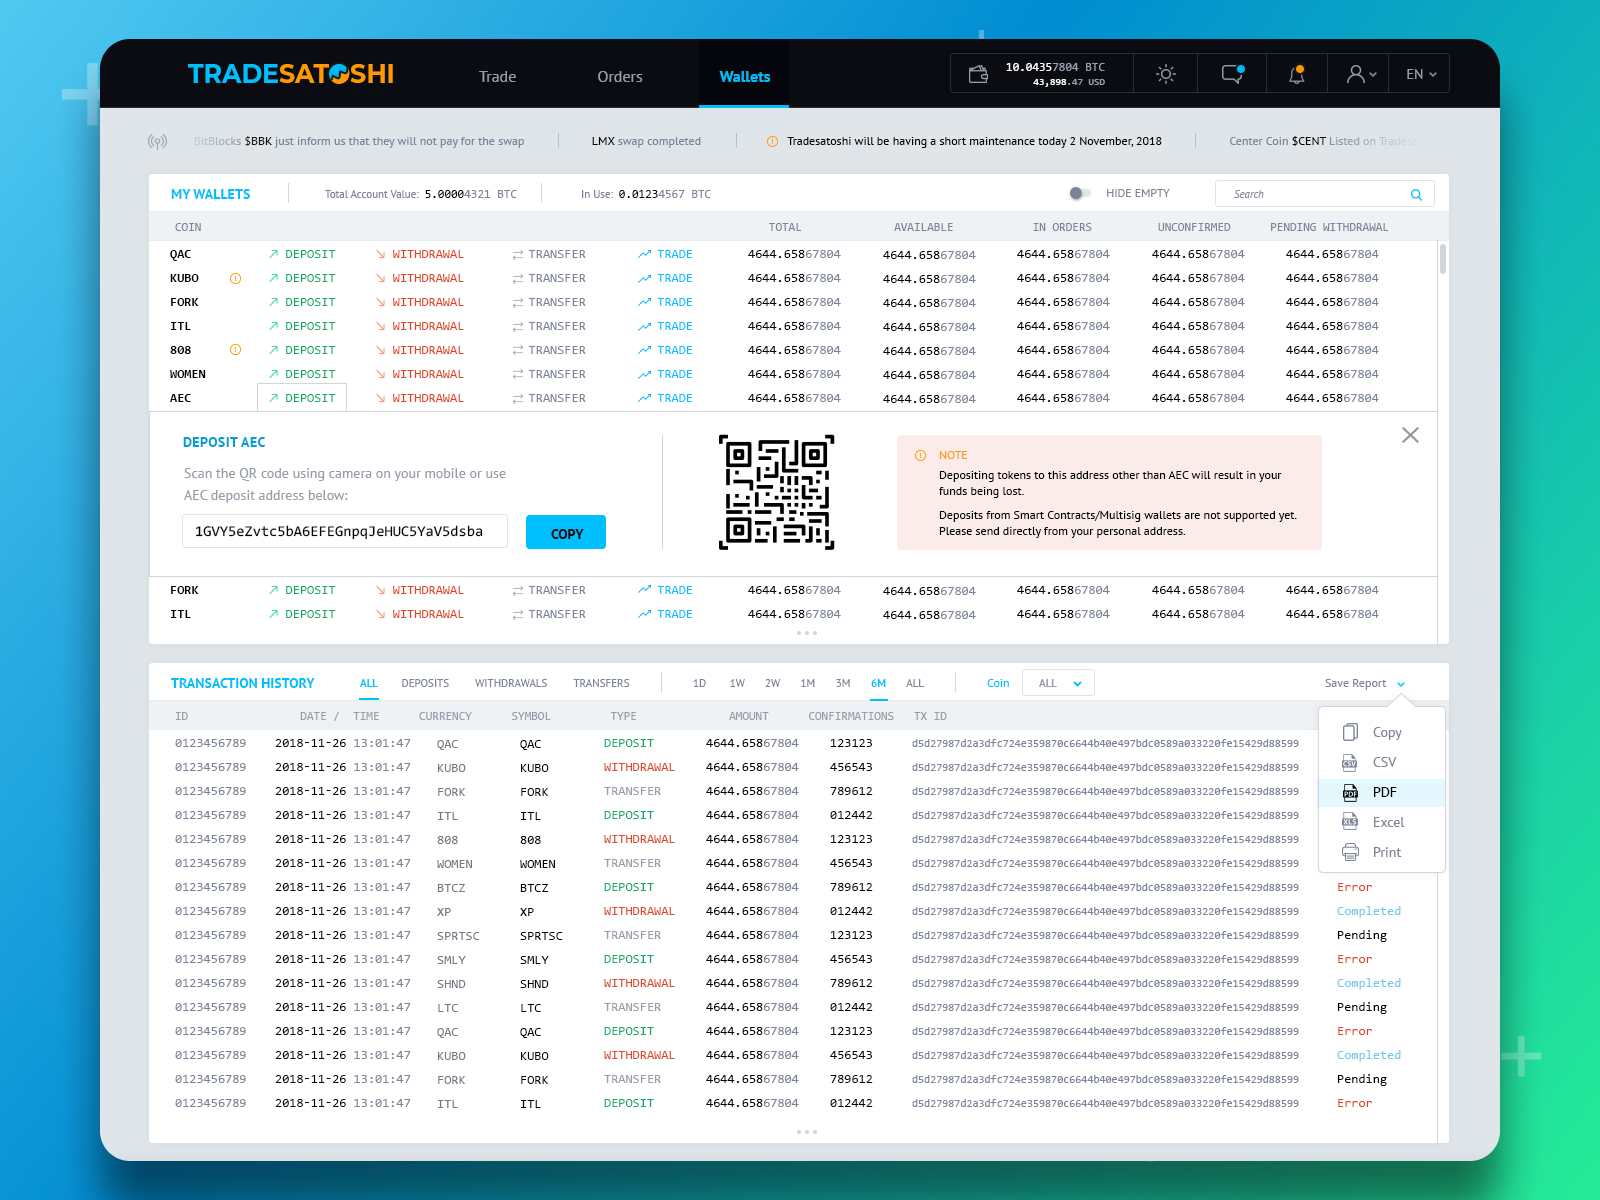 TRADESATOSHI Trade Orders Wallets 10.04357804 BTC EN
43,898.47 USD
BitBlocks $BBK just inform us that they will not pay for the swap LMX swap completed Tradesatoshi will be having a short maintenance today 2 November, 2018 Center Coin $CENT Listed on Tradesa
MY WALLETS Total Account Value: 5.00004321 BTC In Use: 0.01234567 BTC HIDE EMPTY Search
COIN TOTAL AVAILABLE IN ORDERS UNCONFIRMED PENDING WITHDRAWAL
QAC DEPOSIT WITHDRAWAL TRANSFER TRADE 4644.65867804 4644.65867804 4644.65867804 4644.65867804 4644.65867804
KUBO DEPOSIT WITHDRAWAL TRANSFER TRADE 4644.65867804 4644.65867804 4644.65867804 4644.65867804 4644.65867804
FORK DEPOSIT WITHDRAWAL TRANSFER TRADE 4644.65867804 4644.65867804 4644.65867804 4644.65867804 4644.65867804
ITL DEPOSIT WITHDRAWAL TRANSFER TRADE 4644.65867804 4644.65867804 4644.65867804 4644.65867804 4644.65867804
808 DEPOSIT WITHDRAWAL TRANSFER TRADE 4644.65867804 4644.65867804 4644.65867804 4644.65867804 4644.65867804
WOMEN DEPOSIT WITHDRAWAL TRANSFER TRADE 4644.65867804 4644.65867804 4644.65867804 4644.65867804 4644.65867804
AEC DEPOSIT WITHDRAWAL TRANSFER TRADE 4644.65867804 4644.65867804 4644.65867804 4644.65867804 4644.65867804
DEPOSIT AEC
Scan the QR code using camera on your mobile or use
AEC deposit address below:
1GVY5eZvtc5bA6EFEGnpqJeHUC5YaV5dsba COPY
NOTE
Depositing tokens to this address other than AEC will result in your
funds being lost.
Deposits from Smart Contracts/Multisig wallets are not supported yet.
Please send directly from your personal address.
FORK DEPOSIT WITHDRAWAL TRANSFER TRADE 4644.65867804 4644.65867804 4644.65867804 4644.65867804 4644.65867804
ITL DEPOSIT WITHDRAWAL TRANSFER TRADE 4644.65867804 4644.65867804 4644.65867804 4644.65867804 4644.65867804
TRANSACTION HISTORY ALL DEPOSITS WITHDRAWALS TRANSFERS 1D 1W 2W 1M 3M 6M ALL Coin ALL Save Report
ID DATE / TIME CURRENCY SYMBOL TYPE AMOUNT CONFIRMATIONS TX ID
Copy
CSV
PDF
Excel
Print
0123456789 2018-11-26 13:01:47 QAC QAC DEPOSIT 4644.65867804 123123 d5d27987d2a3dfc724e359870c6644b40e497bdc0589a033220fe15429d88599
0123456789 2018-11-26 13:01:47 KUBO KUBO WITHDRAWAL 4644.65867804 456543 d5d27987d2a3dfc724e359870c6644b40e497bdc0589a033220fe15429d88599
0123456789 2018-11-26 13:01:47 FORK FORK TRANSFER 4644.65867804 789612 d5d27987d2a3dfc724e359870c6644b40e497bdc0589a033220fe15429d88599
0123456789 2018-11-26 13:01:47 ITL ITL DEPOSIT 4644.65867804 012442 d5d27987d2a3dfc724e359870c6644b40e497bdc0589a033220fe15429d88599
0123456789 2018-11-26 13:01:47 808 808 WITHDRAWAL 4644.65867804 123123 d5d27987d2a3dfc724e359870c6644b40e497bdc0589a033220fe15429d88599
0123456789 2018-11-26 13:01:47 WOMEN WOMEN TRANSFER 4644.65867804 456543 d5d27987d2a3dfc724e359870c6644b40e497bdc0589a033220fe15429d88599
0123456789 2018-11-26 13:01:47 BTCZ BTCZ DEPOSIT 4644.65867804 789612 d5d27987d2a3dfc724e359870c6644b40e497bdc0589a033220fe15429d88599 Error
0123456789 2018-11-26 13:01:47 XP XP WITHDRAWAL 4644.65867804 012442 d5d27987d2a3dfc724e359870c6644b40e497bdc0589a033220fe15429d88599 Completed
0123456789 2018-11-26 13:01:47 SPRTSC SPRTSC TRANSFER 4644.65867804 123123 d5d27987d2a3dfc724e359870c6644b40e497bdc0589a033220fe15429d88599 Pending
0123456789 2018-11-26 13:01:47 SMLY SMLY DEPOSIT 4644.65867804 456543 d5d27987d2a3dfc724e359870c6644b40e497bdc0589a033220fe15429d88599 Error
0123456789 2018-11-26 13:01:47 SHND SHND WITHDRAWAL 4644.65867804 789612 d5d27987d2a3dfc724e359870c6644b40e497bdc0589a033220fe15429d88599 Completed
0123456789 2018-11-26 13:01:47 LTC LTC TRANSFER 4644.65867804 012442 d5d27987d2a3dfc724e359870c6644b40e497bdc0589a033220fe15429d88599 Pending
0123456789 2018-11-26 13:01:47 QAC QAC DEPOSIT 4644.65867804 123123 d5d27987d2a3dfc724e359870c6644b40e497bdc0589a033220fe15429d88599 Error
0123456789 2018-11-26 13:01:47 KUBO KUBO WITHDRAWAL 4644.65867804 456543 d5d27987d2a3dfc724e359870c6644b40e497bdc0589a033220fe15429d88599 Completed
0123456789 2018-11-26 13:01:47 FORK FORK TRANSFER 4644.65867804 789612 d5d27987d2a3dfc724e359870c6644b40e497bdc0589a033220fe15429d88599 Pending
0123456789 2018-11-26 13:01:47 ITL ITL DEPOSIT 4644.65867804 012442 d5d27987d2a3dfc724e359870c6644b40e497bdc0589a033220fe15429d88599 Error